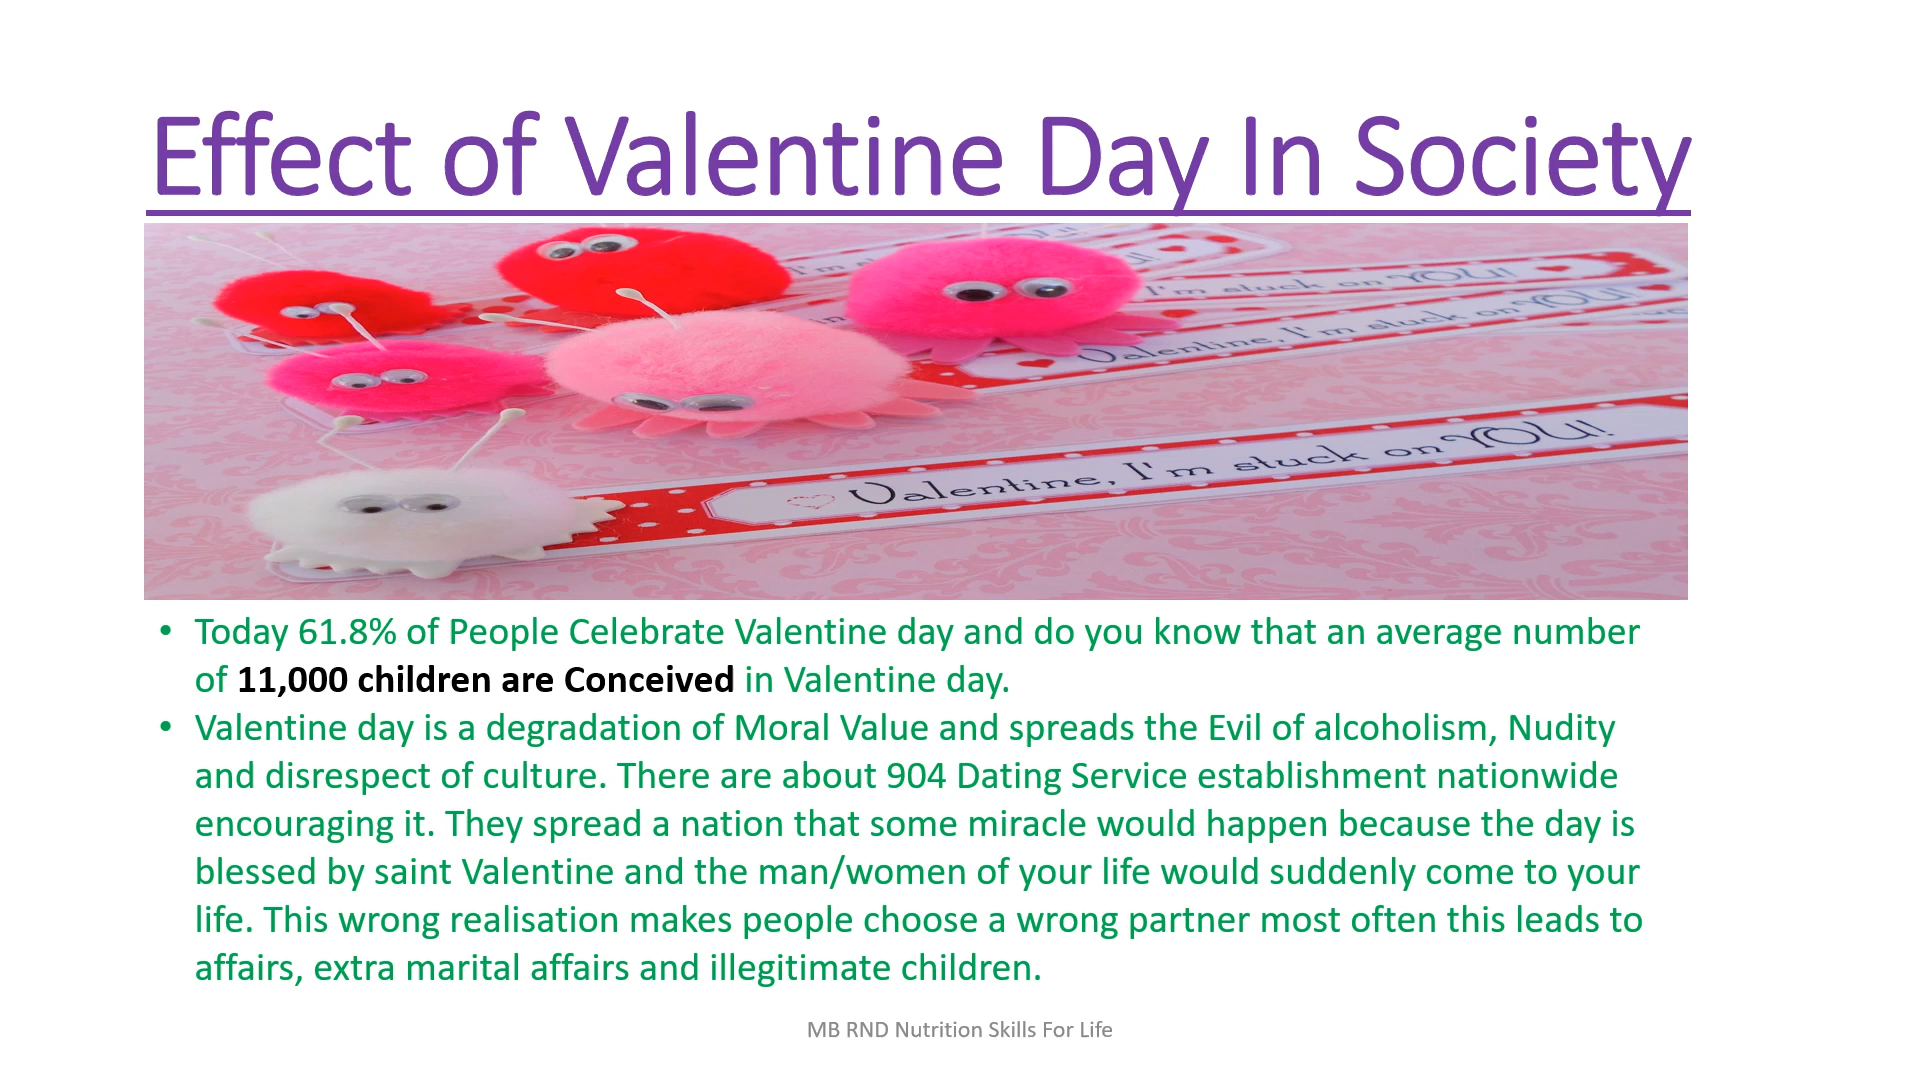 Effect of Valentine Day In Society
I'm s
YOU!
I'm stuck on YOU!
Valentine, I'm stuck on YOU!
Valentine, I'm stuck on YOU!
• Today 61.8% of People Celebrate Valentine day and do you know that an average number
of 11,000 children are Conceived in Valentine day.
• Valentine day is a degradation of Moral Value and spreads the Evil of alcoholism, Nudity
and disrespect of culture. There are about 904 Dating Service establishment nationwide
encouraging it. They spread a nation that some miracle would happen because the day is
blessed by saint Valentine and the man/women of your life would suddenly come to your
life. This wrong realisation makes people choose a wrong partner most often this leads to
affairs, extra marital affairs and illegitimate children.
MB RND Nutrition Skills For Life